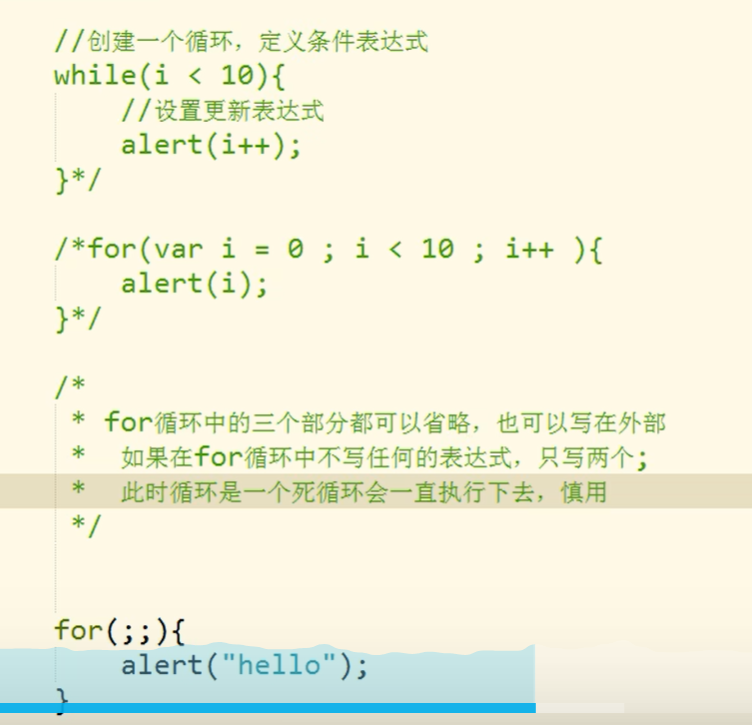 //创建一个循环，定义条件表达式
while(i < 10){
//设置更新表达式
alert(i++);
}*/
/*for(var i = 0 ; i < 10 ; i++ ){
alert(i);
}*/
/*
* for循环中的三个部分都可以省略，也可以写在外部
* 如果在for循环中不写任何的表达式，只写两个;
* 此时循环是一个死循环会一直执行下去，慎用
*/
for(;;){
alert("hello");
}